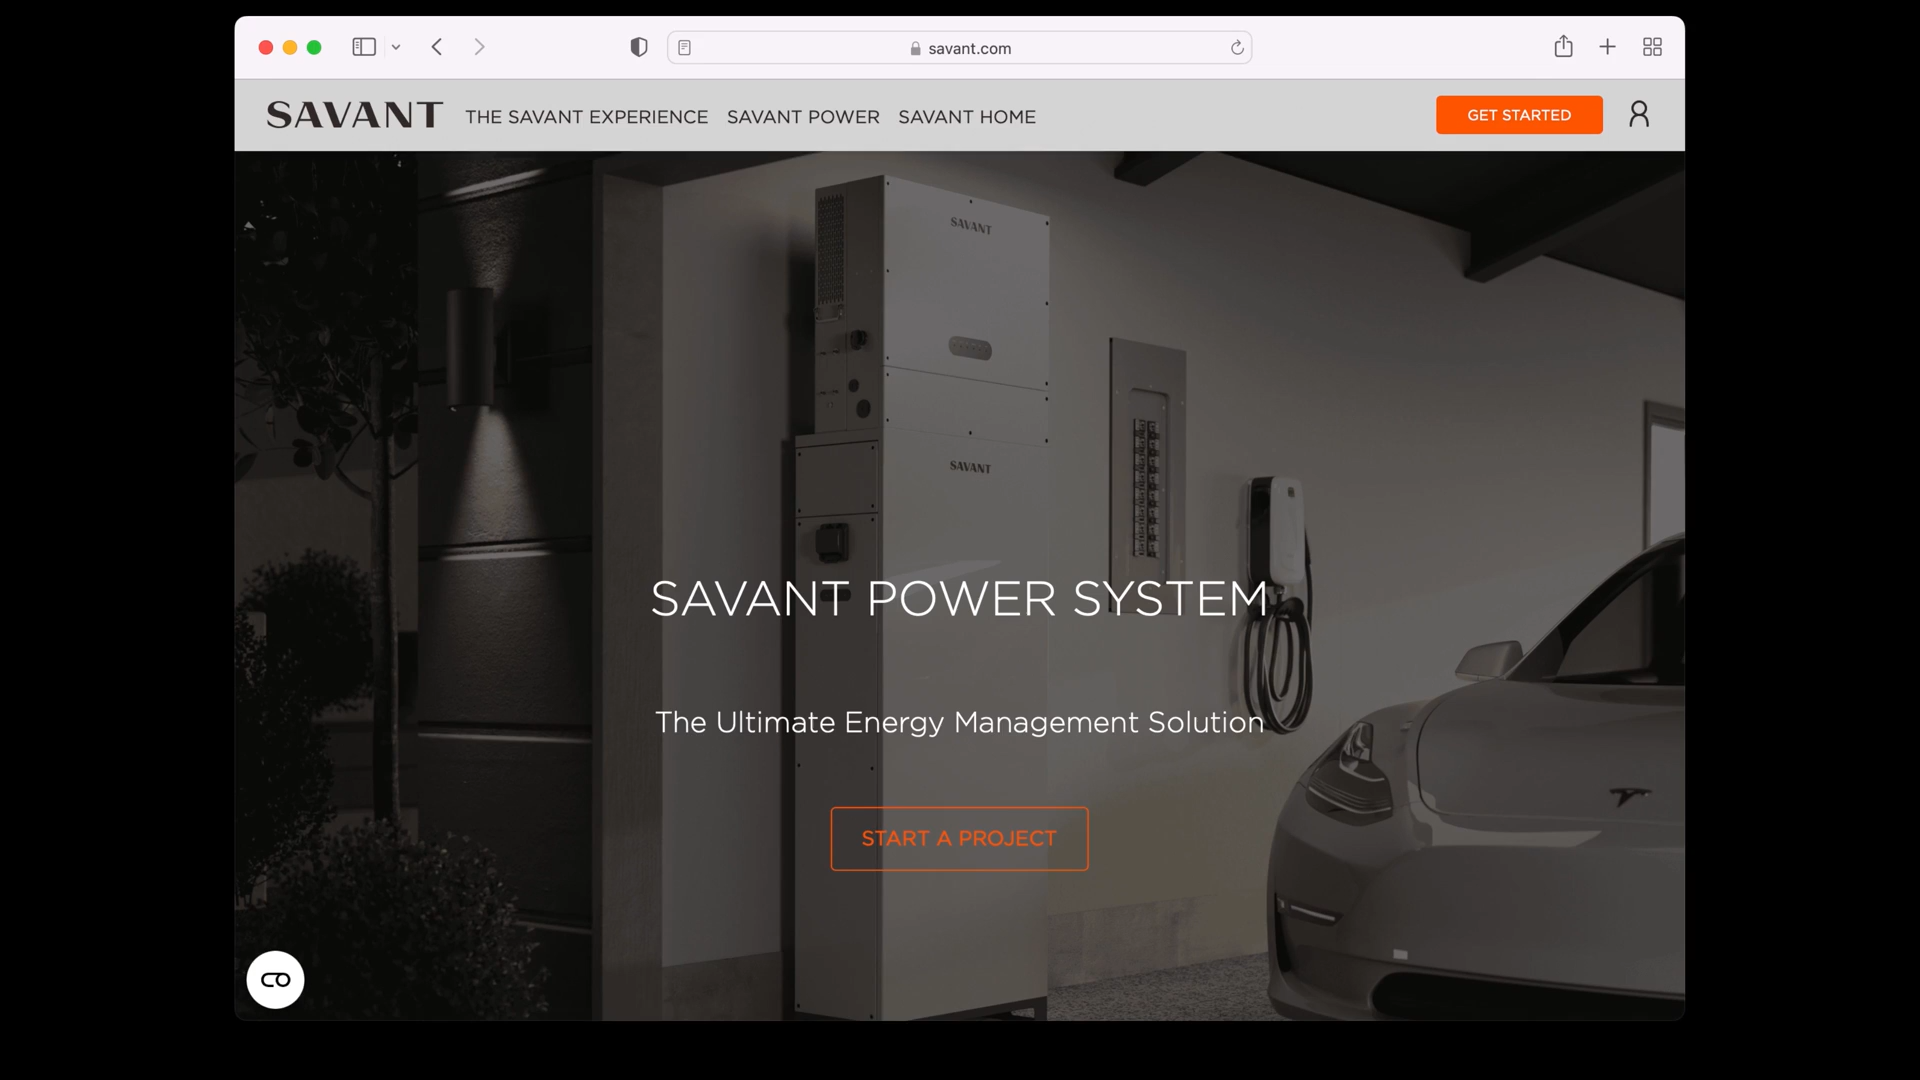 savant.com
SAVANT THE SAVANT EXPERIENCE SAVANT POWER SAVANT HOME GET STARTED
SAVANT
SAVANT
SAVANT POWER SYSTEM
The Ultimate Energy Management Solution
START A PROJECT